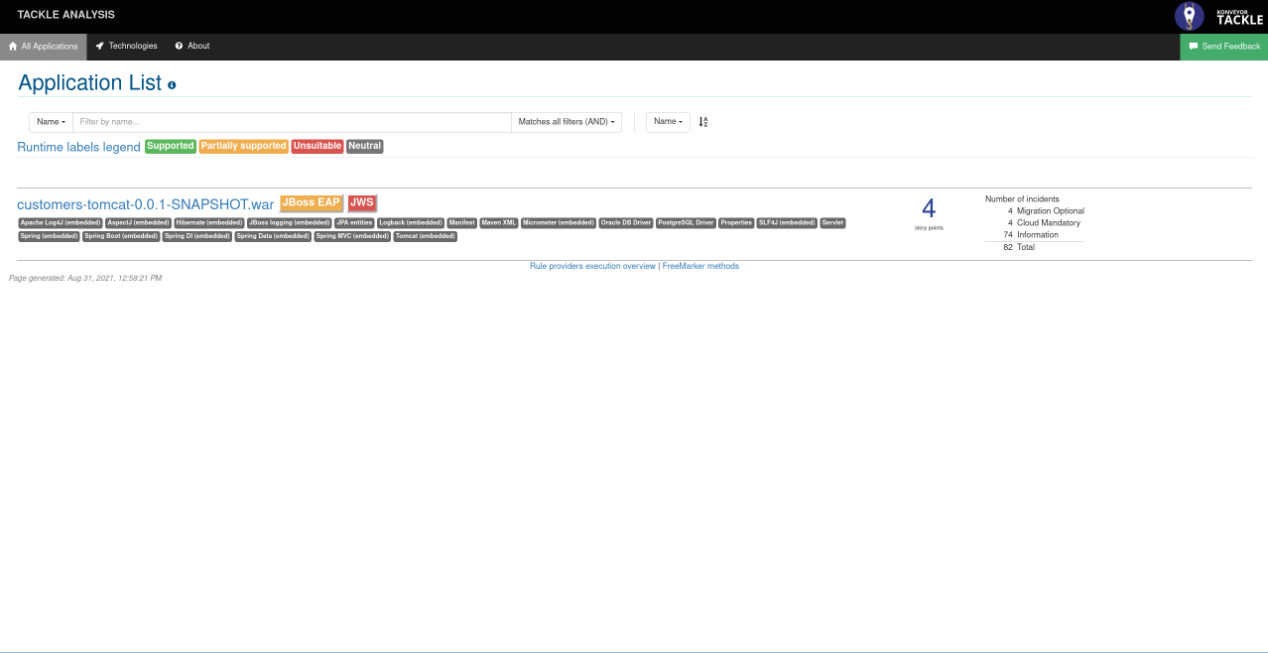 TACKLE ANALYSIS
KONVEYOR
TACKLE
All Applications Technologies About Send Feedback
Application List
Name Filter by name... Matches all filters (AND) Name
Runtime labels legend Supported Partially supported Unsuitable Neutral
customers-tomcat-0.0.1-SNAPSHOT.war JBoss EAP JWS
Apache Log4J (embedded) AspectJ (embedded) Hibernate (embedded) JBoss logging (embedded) JPA entities Logback (embedded) Manifest Maven XML Micrometer (embedded) Oracle DB Driver PostgreSQL Driver Properties SLF4J (embedded) Servlet
Spring (embedded) Spring Boot (embedded) Spring DI (embedded) Spring Data (embedded) Spring MVC (embedded) Tomcat (embedded)
4
story points
Number of incidents
4 Migration Optional
4 Cloud Mandatory
74 Information
82 Total
Rule providers execution overview | FreeMarker methods
Page generated: Aug 31, 2021, 12:58:21 PM